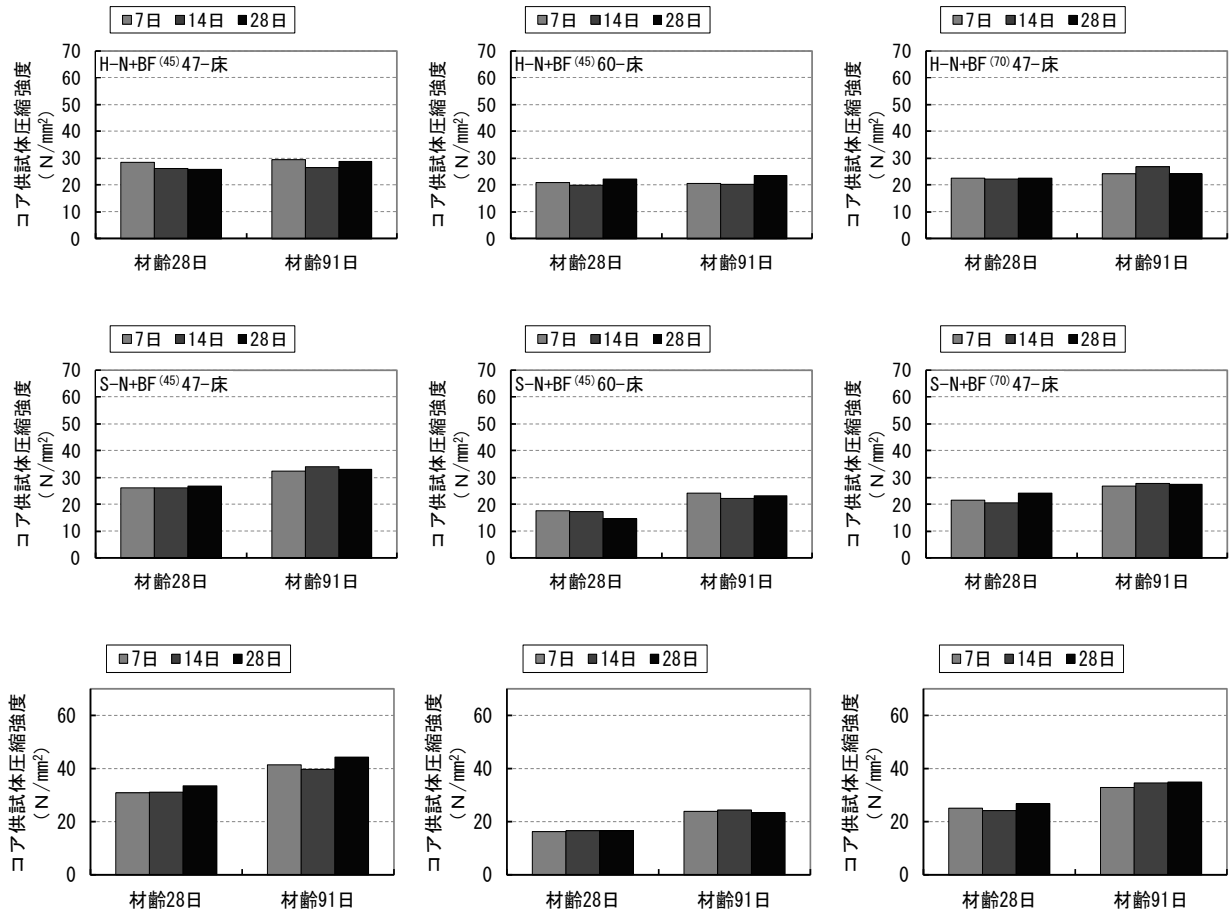 ■7日 ■14日 ■28日
コア供試体圧縮強度
(N/mm²)
70
60
50
40
30
20
10
0
H-N+BF(45)47-床
材齢28日 材齢91日
■7日 ■14日 ■28日
コア供試体圧縮強度
(N/mm²)
70
60
50
40
30
20
10
0
H-N+BF(45)60-床
材齢28日 材齢91日
■7日 ■14日 ■28日
コア供試体圧縮強度
(N/mm²)
70
60
50
40
30
20
10
0
H-N+BF(70)47-床
材齢28日 材齢91日
■7日 ■14日 ■28日
コア供試体圧縮強度
(N/mm²)
70
60
50
40
30
20
10
0
S-N+BF(45)47-床
材齢28日 材齢91日
■7日 ■14日 ■28日
コア供試体圧縮強度
(N/mm²)
70
60
50
40
30
20
10
0
S-N+BF(45)60-床
材齢28日 材齢91日
■7日 ■14日 ■28日
コア供試体圧縮強度
(N/mm²)
70
60
50
40
30
20
10
0
S-N+BF(70)47-床
材齢28日 材齢91日
■7日 ■14日 ■28日
コア供試体圧縮強度
(N/mm²)
60
40
20
0
材齢28日 材齢91日
■7日 ■14日 ■28日
コア供試体圧縮強度
(N/mm²)
60
40
20
0
材齢28日 材齢91日
■7日 ■14日 ■28日
コア供試体圧縮強度
(N/mm²)
60
40
20
0
材齢28日 材齢91日